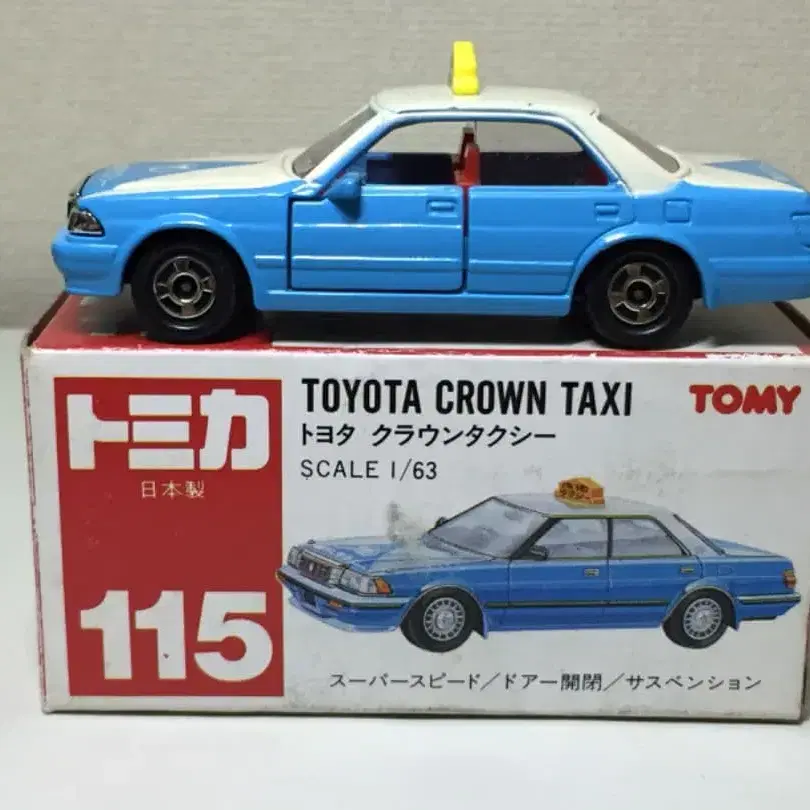 トミカ
日本製
115
TOYOTA CROWN TAXI
トヨタ クラウンタクシー
SCALE 1/63
TOMY
スーパースピード/ドアー開閉/サスペンション